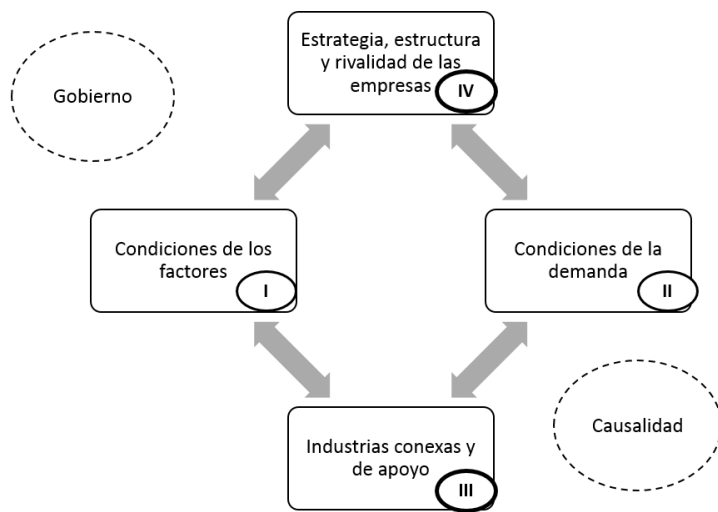 Estrategia, estructura
y rivalidad de las
empresas
IV
Gobierno
Condiciones de los
factores
I
Condiciones de la
demanda
II
Industrias conexas y
de apoyo
III
Causalidad